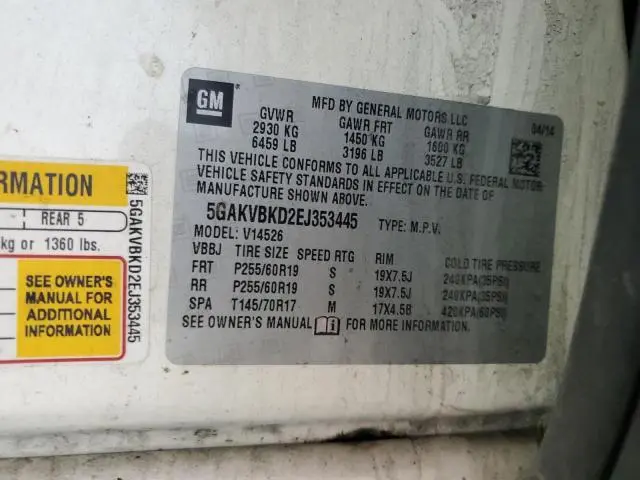 GM
MFD BY GENERAL MOTORS LLC
04/14
GVWR GAWR FRT GAWR RR
2930 KG 1450 KG 1600 KG
6459 LB 3196 LB 3527 LB
THIS VEHICLE CONFORMS TO ALL APPLICABLE U.S. FEDERAL MOTOR
VEHICLE SAFETY STANDARDS IN EFFECT ON THE DATE OF
MANUFACTURE SHOWN ABOVE.
5GAKVBKD2EJ353445 TYPE: M.P.V.
MODEL: V14526
VBBJ TIRE SIZE SPEED RTG RIM COLD TIRE PRESSURE
FRT P255/60R19 S 19X7.5J 240KPA(35PSI)
RR P255/60R19 S 19X7.5J 240KPA(35PSI)
SPA T145/70R17 M 17X4.5B 420KPA(60PSI)
SEE OWNER'S MANUAL FOR MORE INFORMATION.
ORMATION
REAR 5
kg or 1360 lbs.
SEE OWNER'S
MANUAL FOR
ADDITIONAL
INFORMATION
5GAKVBKD2EJ353445